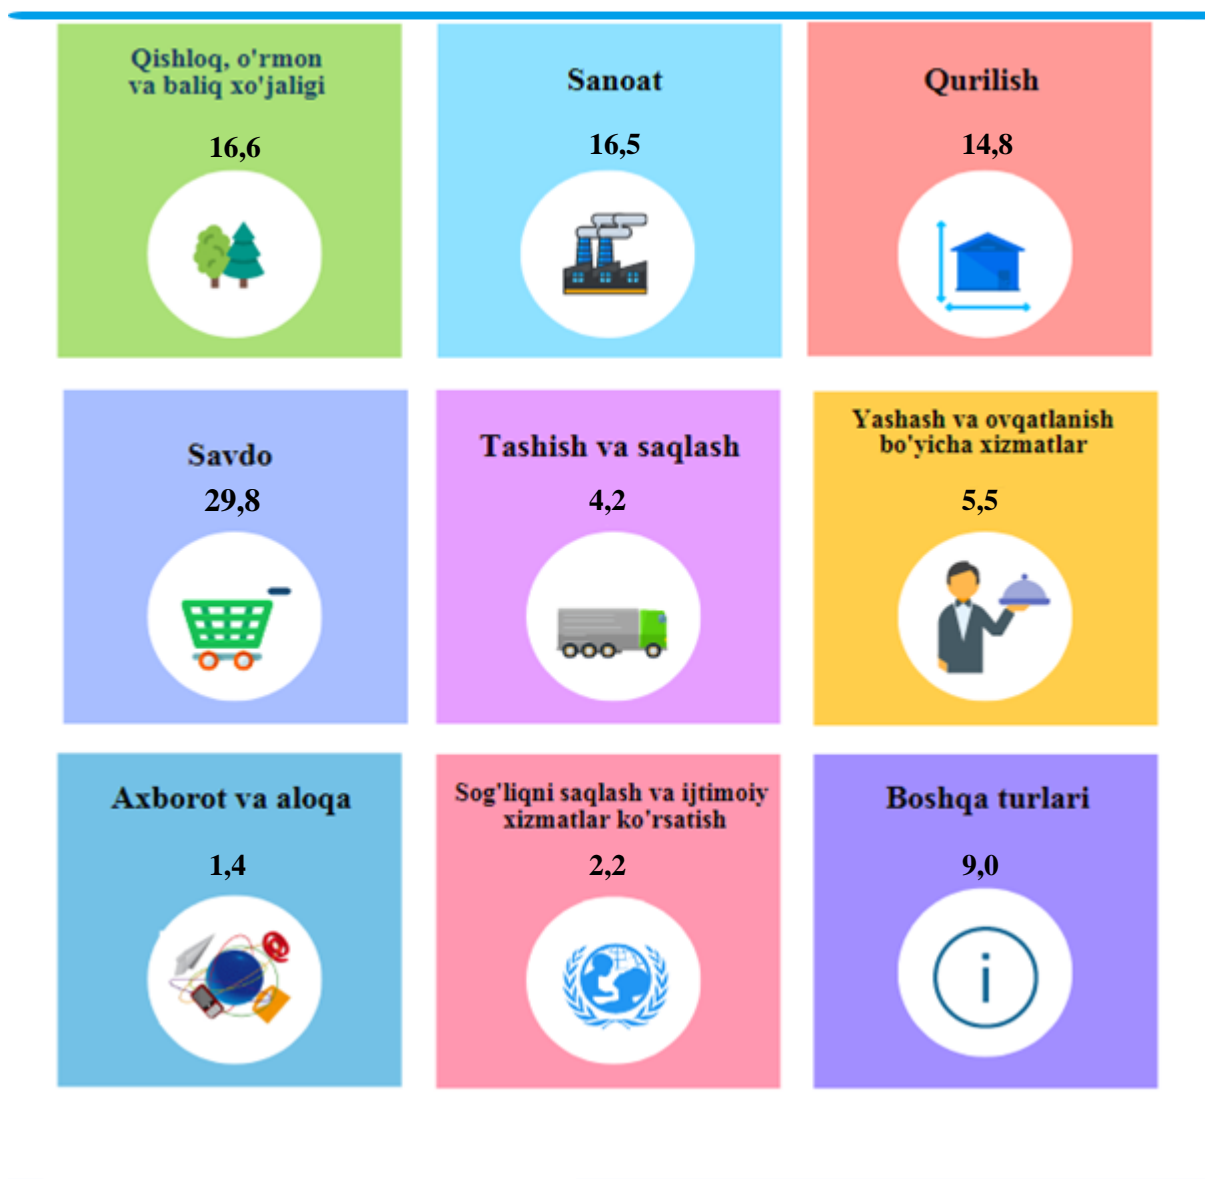 Qishloq, o'rmon
va baliq xo'jaligi
16,6
Sanoat
16,5
Qurilish
14,8
Savdo
29,8
Tashish va saqlash
4,2
Yashash va ovqatlanish
bo'yicha xizmatlar
5,5
Axborot va aloqa
1,4
Sog'liqni saqlash va ijtimoiy
xizmatlar ko'rsatish
2,2
Boshqa turlari
9,0